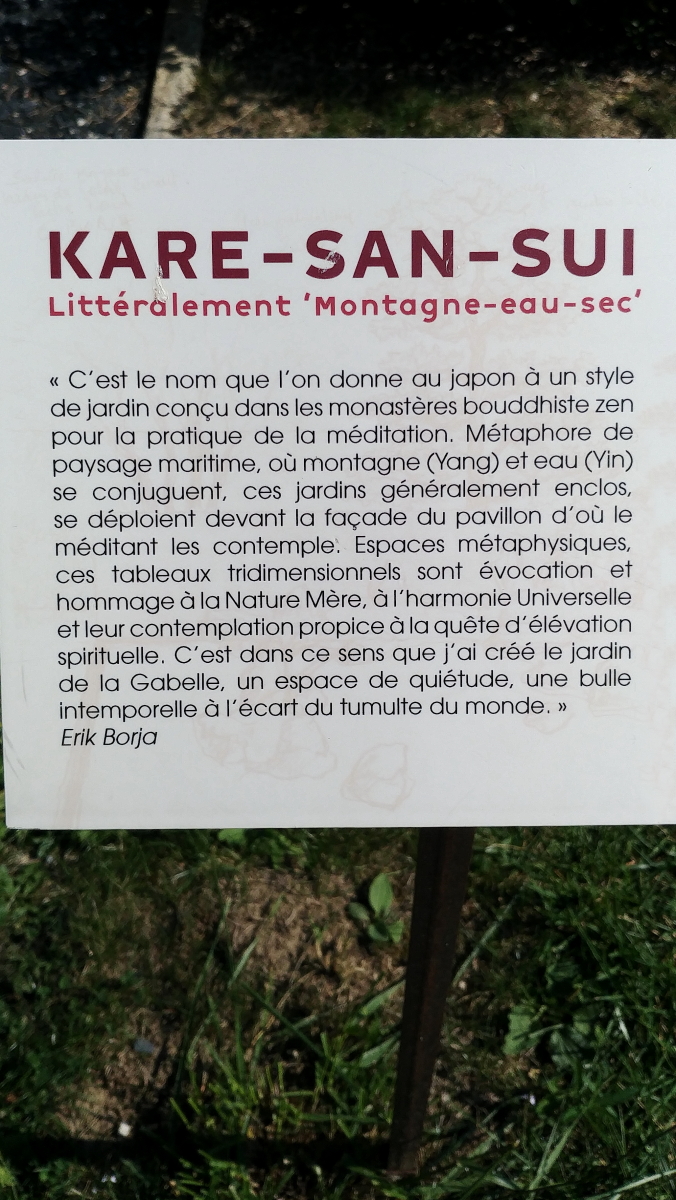 KARE-SAN-SUI
Littéralement 'Montagne-eau-sec'
« C'est le nom que l'on donne au japon à un style
de jardin conçu dans les monastères bouddhiste zen
pour la pratique de la méditation. Métaphore de
paysage maritime, où montagne (Yang) et eau (Yin)
se conjuguent, ces jardins généralement enclos,
se déploient devant la façade du pavillon d'où le
méditant les contemple. Espaces métaphysiques,
ces tableaux tridimensionnels sont évocation et
hommage à la Nature Mère, à l'harmonie Universelle
et leur contemplation propice à la quête d'élévation
spirituelle. C'est dans ce sens que j'ai créé le jardin
de la Gabelle, un espace de quiétude, une bulle
intemporelle à l'écart du tumulte du monde. »
Erik Borja